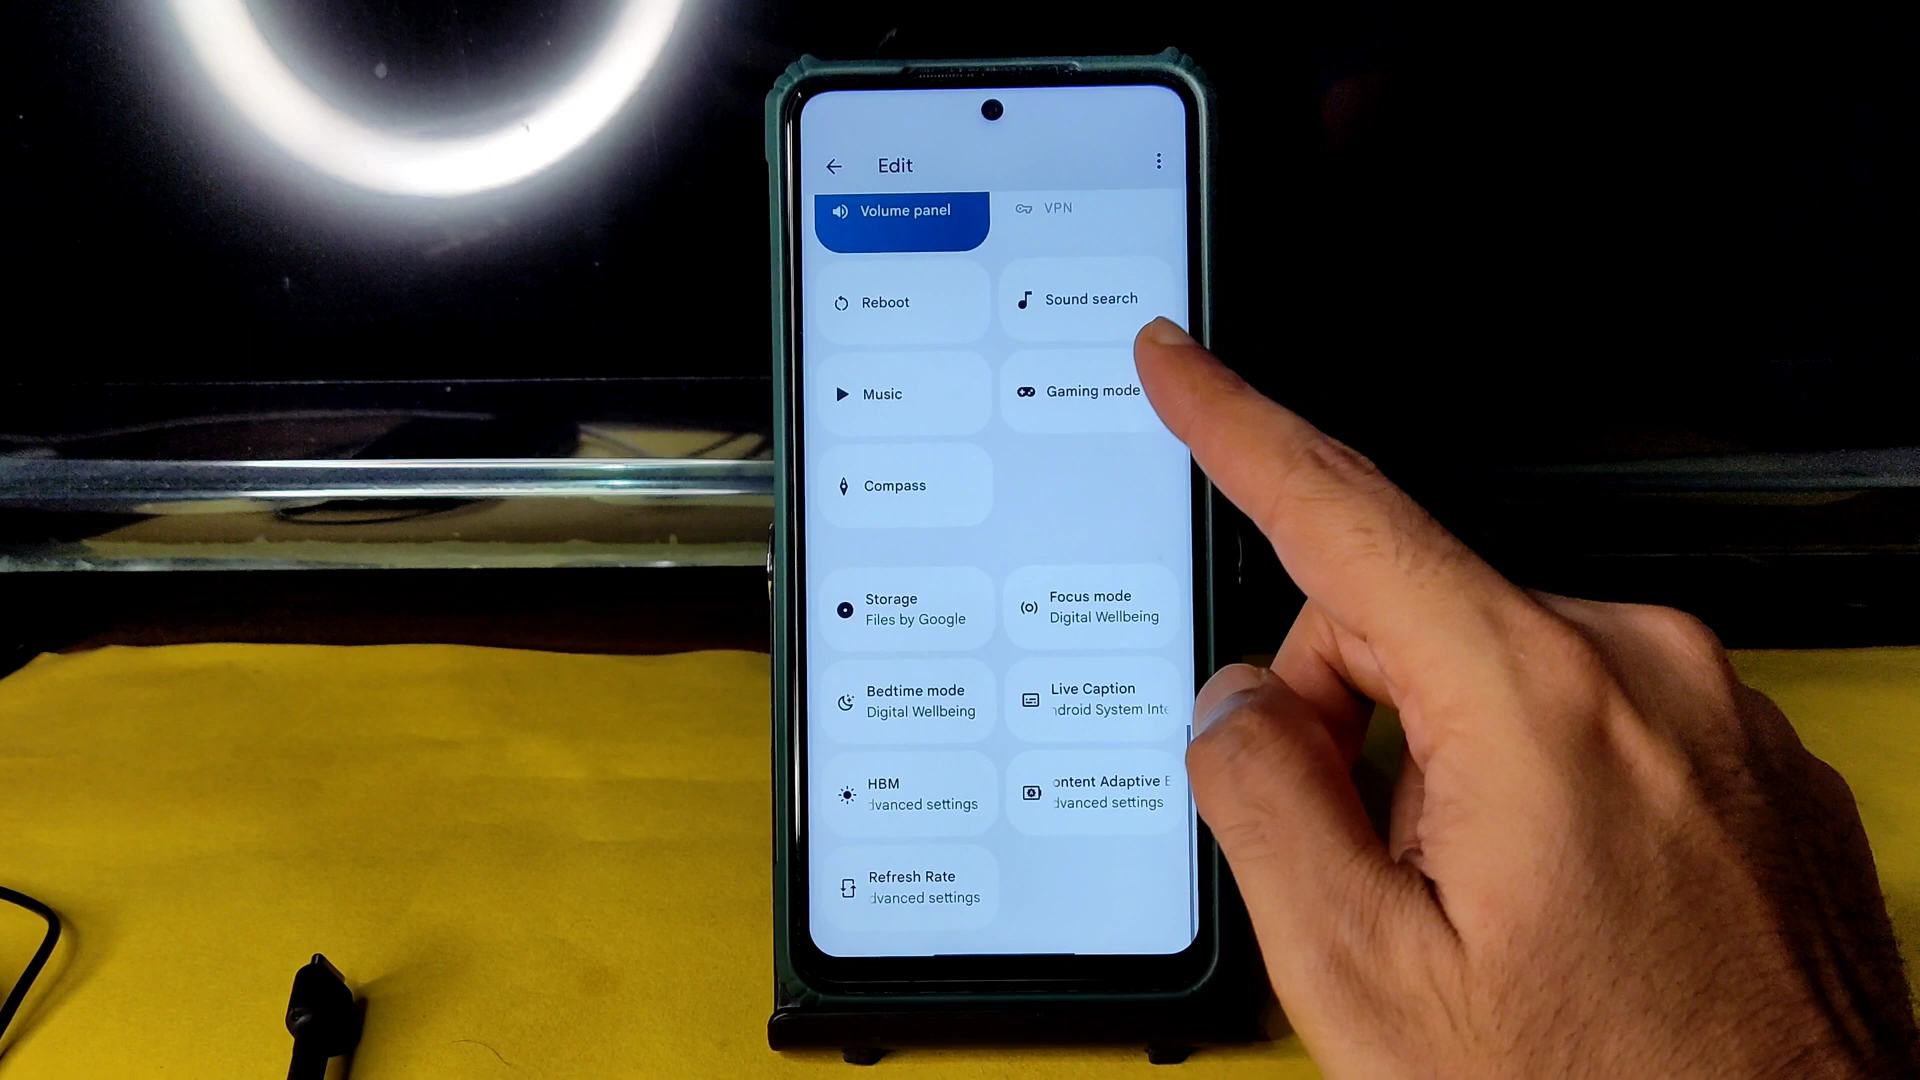 Edit
Volume panel
VPN
Reboot
Sound search
Music
Gaming mode
Compass
Storage
Files by Google
Focus mode
Digital Wellbeing
Bedtime mode
Digital Wellbeing
Live Caption
ndroid System Inte
HBM
dvanced settings
ontent Adaptive B
dvanced settings
Refresh Rate
dvanced settings